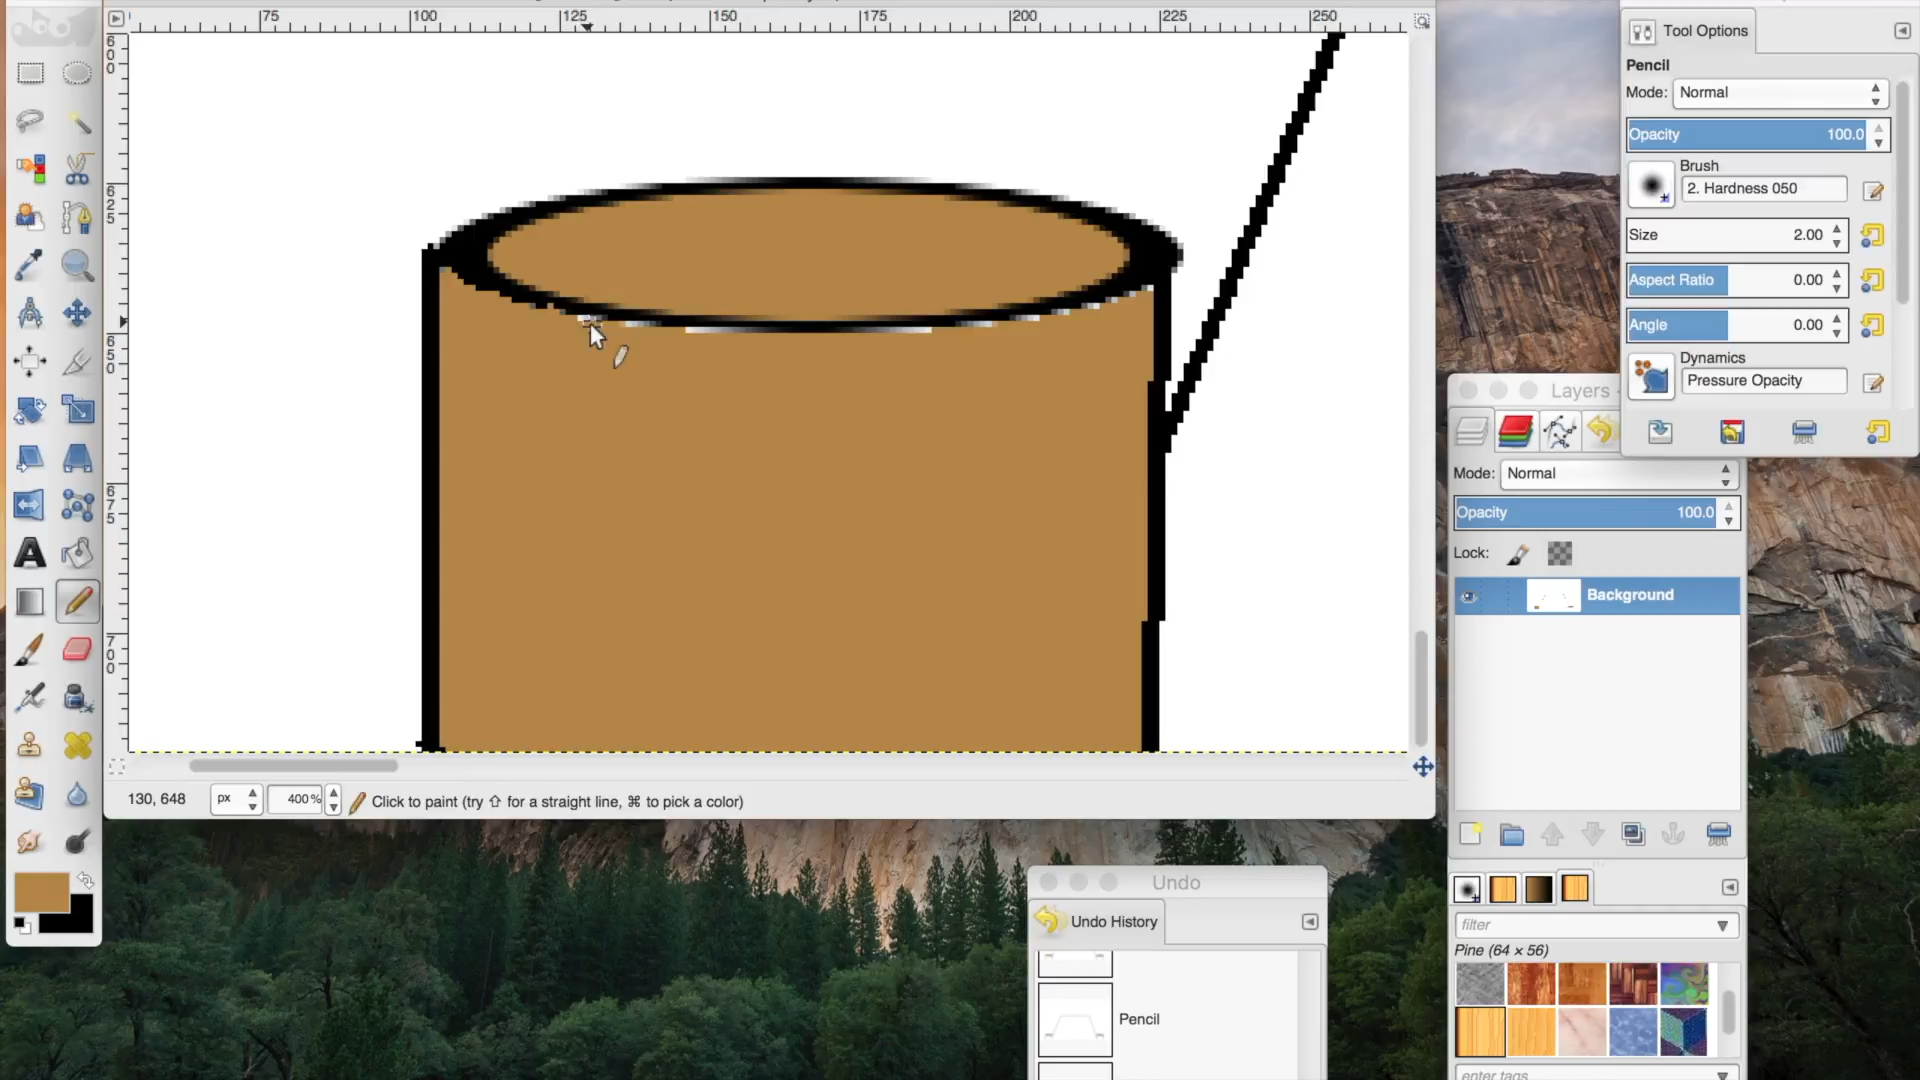 75 100 125 150 175 200 225 250
600
625
650
675
700
Tool Options
Pencil
Mode: Normal
Opacity 100.0
Brush
2. Hardness 050
Size 2.00
Aspect Ratio 0.00
Angle 0.00
Dynamics
Pressure Opacity
Layers -
Mode: Normal
Opacity 100.0
Lock:
Background
130, 648 px 400% Click to paint (try ⇧ for a straight line, ⌘ to pick a color)
Undo
Undo History
Pencil
filter
Pine (64 × 56)
enter tags